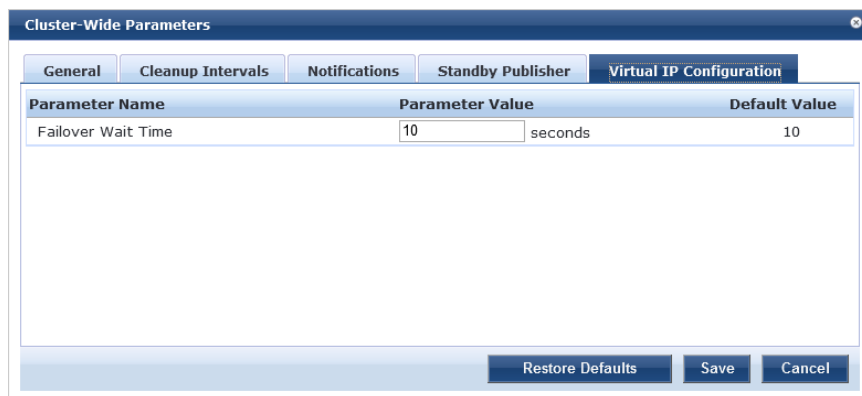 Cluster-Wide Parameters
General Cleanup Intervals Notifications Standby Publisher Virtual IP Configuration
Parameter Name Parameter Value Default Value
Failover Wait Time 10 seconds 10
Restore Defaults Save Cancel